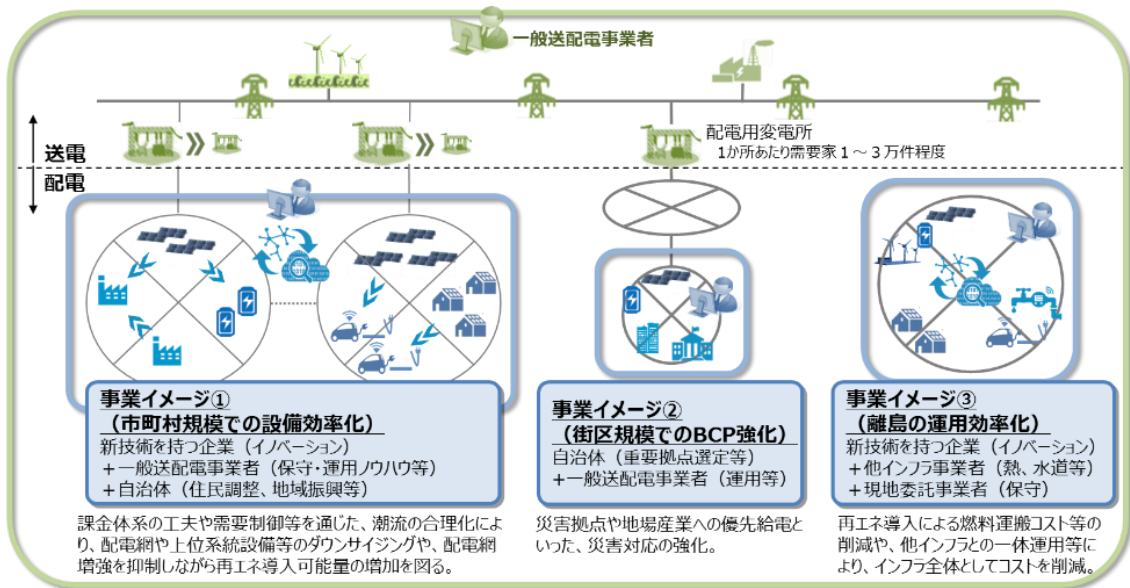 一般送配電事業者
配電用変電所
1か所あたり需要家1～3万件程度
送電
配電
事業イメージ①
（市町村規模での設備効率化）
新技術を持つ企業（イノベーション）
＋一般送配電事業者（保守・運用ノウハウ等）
＋自治体（住民調整、地域振興等）
課金体系の工夫や需要制御等を通じた、潮流の合理化によ
り、配電網や上位系統設備等のダウンサイジングや、配電網
増強を抑制しながら再エネ導入可能量の増加を図る。
事業イメージ②
（街区規模でのBCP強化）
自治体（重要拠点選定等）
＋一般送配電事業者（運用等）
災害拠点や地場産業への優先給電と
いった、災害対応の強化。
事業イメージ③
（離島の運用効率化）
新技術を持つ企業（イノベーション）
＋他インフラ事業者（熱、水道等）
＋現地委託事業者（保守）
再エネ導入による燃料運搬コスト等の
削減や、他インフラとの一体運用等に
より、インフラ全体としてコストを削減。